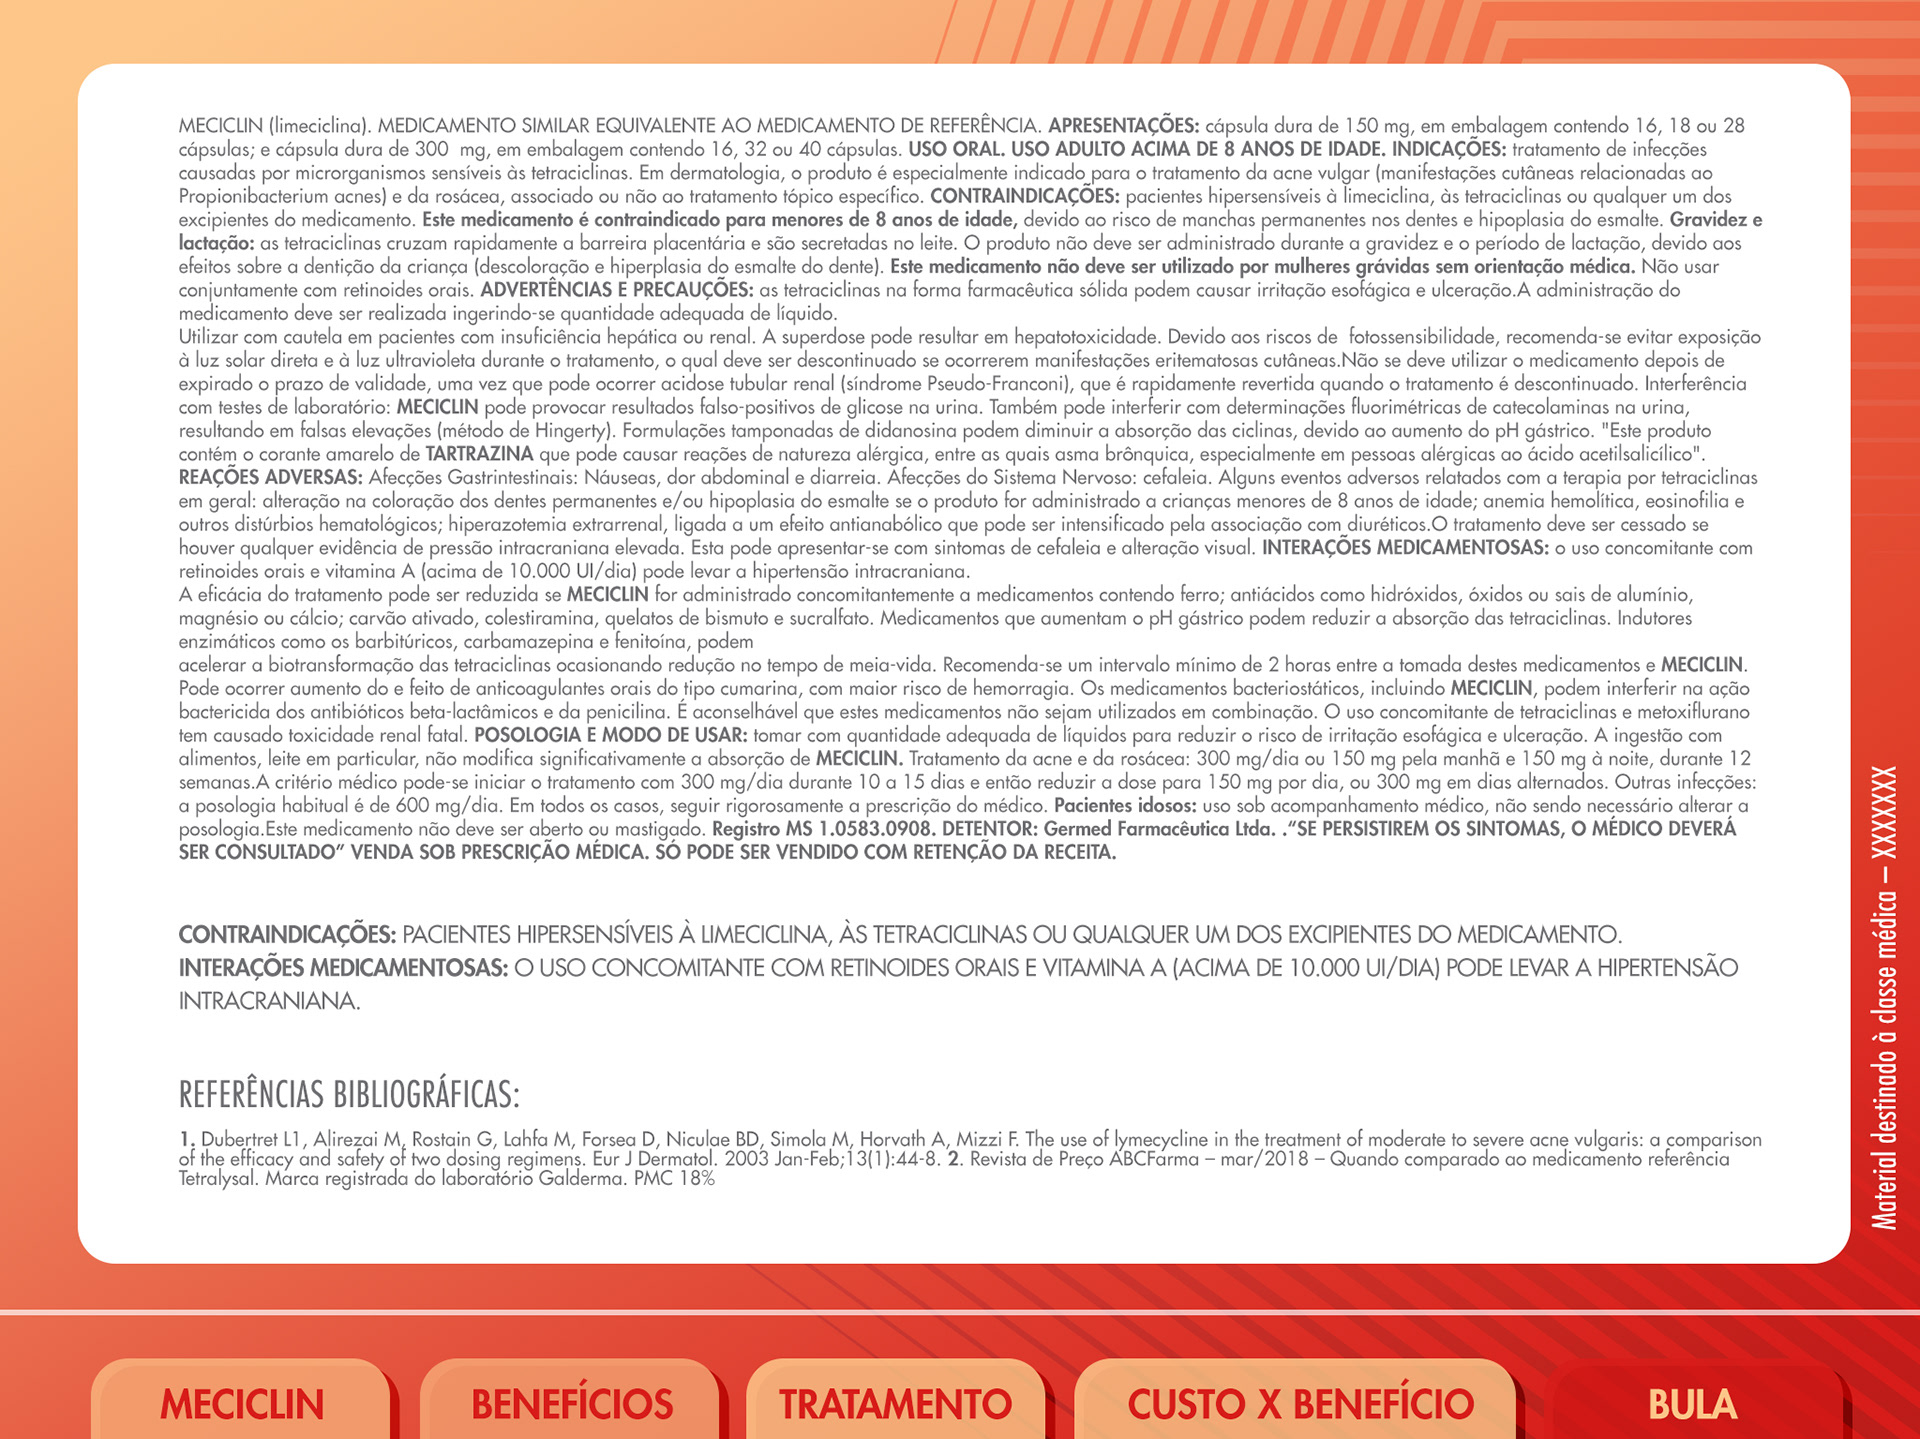 MECICLIN (limeciclina). MEDICAMENTO SIMILAR EQUIVALENTE AO MEDICAMENTO DE REFERÊNCIA. APRESENTAÇÕES: cápsula dura de 150 mg, em embalagem contendo 16, 18 ou 28
cápsulas; e cápsula dura de 300 mg, em embalagem contendo 16, 32 ou 40 cápsulas. USO ORAL. USO ADULTO ACIMA DE 8 ANOS DE IDADE. INDICAÇÕES: tratamento de infecções
causadas por microrganismos sensíveis às tetraciclinas. Em dermatologia, o produto é especialmente indicado para o tratamento da acne vulgar (manifestações cutâneas relacionadas ao
Propionibacterium acnes) e da rosácea, associado ou não ao tratamento tópico específico. CONTRAINDICAÇÕES: pacientes hipersensíveis à limeciclina, às tetraciclinas ou qualquer um dos
excipientes do medicamento. Este medicamento é contraindicado para menores de 8 anos de idade, devido ao risco de manchas permanentes nos dentes e hipoplasia do esmalte. Gravidez e
lactação: as tetraciclinas cruzam rapidamente a barreira placentária e são secretadas no leite. O produto não deve ser administrado durante a gravidez e o período de lactação, devido aos
efeitos sobre a dentição da criança (descoloração e hiperplasia do esmalte do dente). Este medicamento não deve ser utilizado por mulheres grávidas sem orientação médica. Não usar
conjuntamente com retinoides orais. ADVERTÊNCIAS E PRECAUÇÕES: as tetraciclinas na forma farmacêutica sólida podem causar irritação esofágica e ulceração.A administração do
medicamento deve ser realizada ingerindo-se quantidade adequada de líquido.
Utilizar com cautela em pacientes com insuficiência hepática ou renal. A superdose pode resultar em hepatotoxicidade. Devido aos riscos de fotossensibilidade, recomenda-se evitar exposição
à luz solar direta e à luz ultravioleta durante o tratamento, o qual deve ser descontinuado se ocorrerem manifestações eritematosas cutâneas.Não se deve utilizar o medicamento depois de
expirado o prazo de validade, uma vez que pode ocorrer acidose tubular renal (síndrome Pseudo-Franconi), que é rapidamente revertida quando o tratamento é descontinuado. Interferência
com testes de laboratório: MECICLIN pode provocar resultados falso-positivos de glicose na urina. Também pode interferir com determinações fluorimétricas de catecolaminas na urina,
resultando em falsas elevações (método de Hingerty). Formulações tamponadas de didanosina podem diminuir a absorção das ciclinas, devido ao aumento do pH gástrico. "Este produto
contém o corante amarelo de TARTRAZINA que pode causar reações de natureza alérgica, entre as quais asma brônquica, especialmente em pessoas alérgicas ao ácido acetilsalicílico".
REAÇÕES ADVERSAS: Afecções Gastrintestinais: Náuseas, dor abdominal e diarreia. Afecções do Sistema Nervoso: cefaleia. Alguns eventos adversos relatados com a terapia por tetraciclinas
em geral: alteração na coloração dos dentes permanentes e/ou hipoplasia do esmalte se o produto for administrado a crianças menores de 8 anos de idade; anemia hemolítica, eosinofilia e
outros distúrbios hematológicos; hiperazotemia extrarrenal, ligada a um efeito antianabólico que pode ser intensificado pela associação com diuréticos.O tratamento deve ser cessado se
houver qualquer evidência de pressão intracraniana elevada. Esta pode apresentar-se com sintomas de cefaleia e alteração visual. INTERAÇÕES MEDICAMENTOSAS: o uso concomitante com
retinoides orais e vitamina A (acima de 10.000 UI/dia) pode levar a hipertensão intracraniana.
A eficácia do tratamento pode ser reduzida se MECICLIN for administrado concomitantemente a medicamentos contendo ferro; antiácidos como hidróxidos, óxidos ou sais de alumínio,
magnésio ou cálcio; carvão ativado, colestiramina, quelatos de bismuto e sucralfato. Medicamentos que aumentam o pH gástrico podem reduzir a absorção das tetraciclinas. Indutores
enzimáticos como os barbitúricos, carbamazepina e fenitoína, podem
acelerar a biotransformação das tetraciclinas ocasionando redução no tempo de meia-vida. Recomenda-se um intervalo mínimo de 2 horas entre a tomada destes medicamentos e MECICLIN.
Pode ocorrer aumento do e feito de anticoagulantes orais do tipo cumarina, com maior risco de hemorragia. Os medicamentos bacteriostáticos, incluindo MECICLIN, podem interferir na ação
bactericida dos antibióticos beta-lactâmicos e da penicilina. É aconselhável que estes medicamentos não sejam utilizados em combinação. O uso concomitante de tetraciclinas e metoxiflurano
tem causado toxicidade renal fatal. POSOLOGIA E MODO DE USAR: tomar com quantidade adequada de líquidos para reduzir o risco de irritação esofágica e ulceração. A ingestão com
alimentos, leite em particular, não modifica significativamente a absorção de MECICLIN. Tratamento da acne e da rosácea: 300 mg/dia ou 150 mg pela manhã e 150 mg à noite, durante 12
semanas.A critério médico pode-se iniciar o tratamento com 300 mg/dia durante 10 a 15 dias e então reduzir a dose para 150 mg por dia, ou 300 mg em dias alternados. Outras infecções:
a posologia habitual é de 600 mg/dia. Em todos os casos, seguir rigorosamente a prescrição do médico. Pacientes idosos: uso sob acompanhamento médico, não sendo necessário alterar a
posologia.Este medicamento não deve ser aberto ou mastigado. Registro MS 1.0583.0908. DETENTOR: Germed Farmacêutica Ltda. .“SE PERSISTIREM OS SINTOMAS, O MÉDICO DEVERÁ
SER CONSULTADO” VENDA SOB PRESCRIÇÃO MÉDICA. SÓ PODE SER VENDIDO COM RETENÇÃO DA RECEITA.
CONTRAINDICAÇÕES: PACIENTES HIPERSENSÍVEIS À LIMECICLINA, ÀS TETRACICLINAS OU QUALQUER UM DOS EXCIPIENTES DO MEDICAMENTO.
INTERAÇÕES MEDICAMENTOSAS: O USO CONCOMITANTE COM RETINOIDES ORAIS E VITAMINA A (ACIMA DE 10.000 UI/DIA) PODE LEVAR A HIPERTENSÃO
INTRACRANIANA.
REFERÊNCIAS BIBLIOGRÁFICAS:
1. Dubertret L1, Alirezai M, Rostain G, Lahfa M, Forsea D, Niculae BD, Simola M, Horvath A, Mizzi F. The use of lymecycline in the treatment of moderate to severe acne vulgaris: a comparison
of the efficacy and safety of two dosing regimens. Eur J Dermatol. 2003 Jan-Feb;13(1):44-8. 2. Revista de Preço ABCFarma – mar/2018 – Quando comparado ao medicamento referência
Tetralysal. Marca registrada do laboratório Galderma. PMC 18%
Material destinado à classe médica – XXXXXXX
MECICLIN
BENEFÍCIOS
TRATAMENTO
CUSTO X BENEFÍCIO
BULA